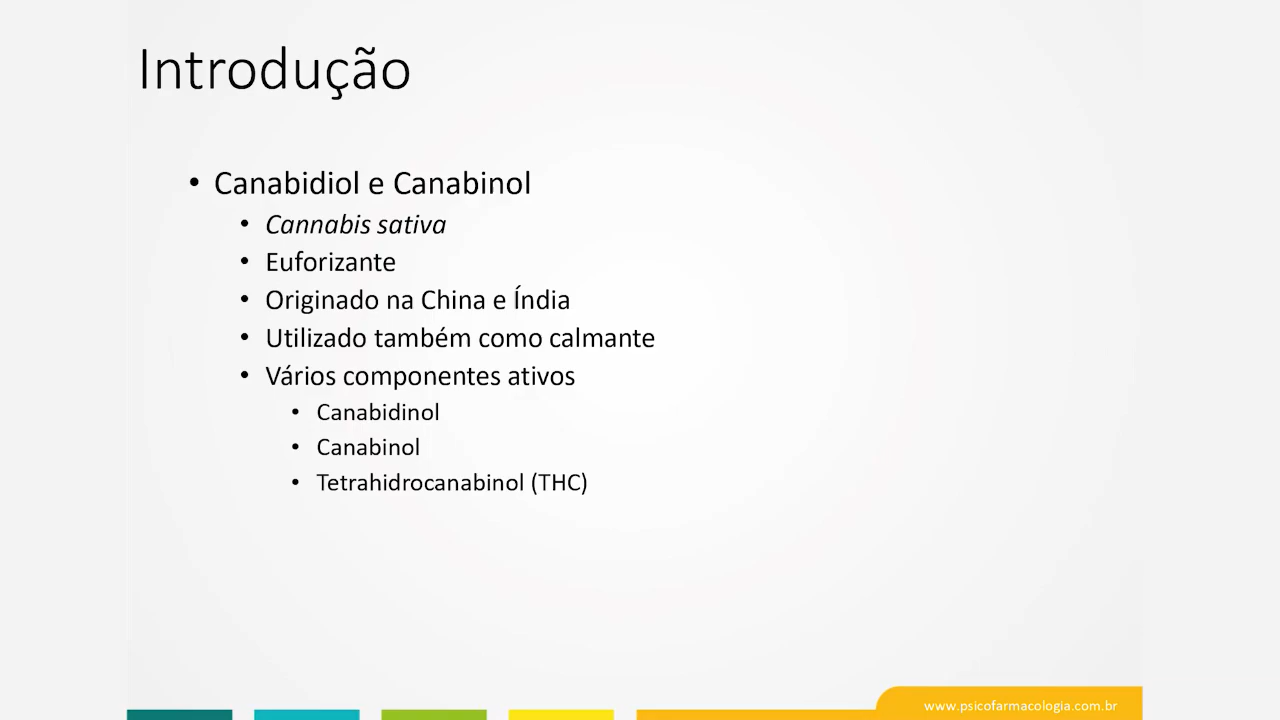 Introdução
• Canabidiol e Canabinol
• Cannabis sativa
• Euforizante
• Originado na China e Índia
• Utilizado também como calmante
• Vários componentes ativos
• Canabidinol
• Canabinol
• Tetrahidrocanabinol (THC)
www.psicofarmacologia.com.br